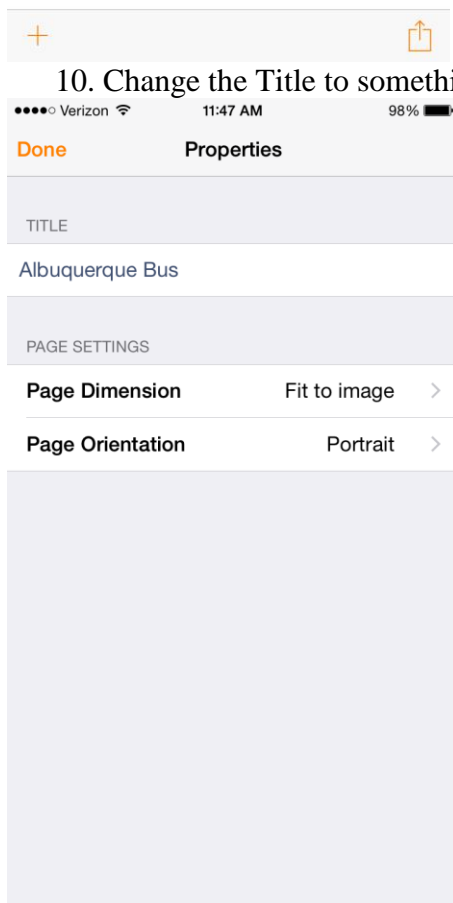 10. Change the Title to somethi
Verizon 11:47 AM 98%
Done Properties
TITLE
Albuquerque Bus
PAGE SETTINGS
Page Dimension Fit to image
Page Orientation Portrait